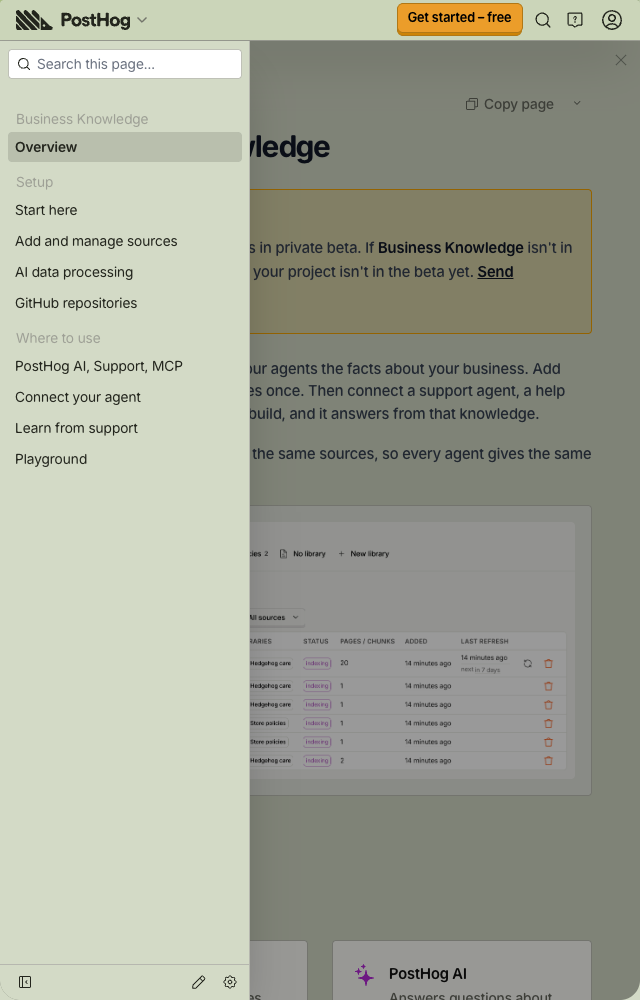 PostHog
Get started – free
Search this page...
Business Knowledge
Overview
Setup
Start here
Add and manage sources
AI data processing
GitHub repositories
Where to use
PostHog AI, Support, MCP
Connect your agent
Learn from support
Playground
Copy page
wledge
s in private beta. If Business Knowledge isn't in
your project isn't in the beta yet. Send
our agents the facts about your business. Add
es once. Then connect a support agent, a help
build, and it answers from that knowledge.
the same sources, so every agent gives the same
cies 2 No library + New library
All sources
RARIES STATUS PAGES / CHUNKS ADDED LAST REFRESH
Hedgehog care Indexing 20 14 minutes ago 14 minutes ago
next in 7 days
Hedgehog care Indexing 1 14 minutes ago
Hedgehog care Indexing 1 14 minutes ago
Store policies Indexing 1 14 minutes ago
Store policies Indexing 1 14 minutes ago
Hedgehog care Indexing 2 14 minutes ago
PostHog AI
es
Answers questions about